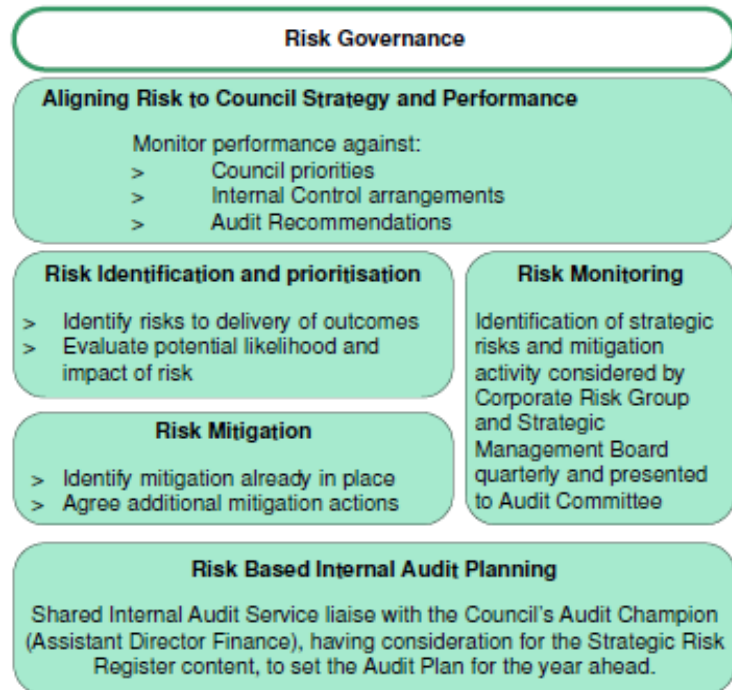 Risk Governance
Aligning Risk to Council Strategy and Performance
Monitor performance against:
> Council priorities
> Internal Control arrangements
> Audit Recommendations
Risk Identification and prioritisation
> Identify risks to delivery of outcomes
> Evaluate potential likelihood and
impact of risk
Risk Mitigation
> Identify mitigation already in place
> Agree additional mitigation actions
Risk Monitoring
Identification of strategic
risks and mitigation
activity considered by
Corporate Risk Group
and Strategic
Management Board
quarterly and presented
to Audit Committee
Risk Based Internal Audit Planning
Shared Internal Audit Service liaise with the Council's Audit Champion
(Assistant Director Finance), having consideration for the Strategic Risk
Register content, to set the Audit Plan for the year ahead.